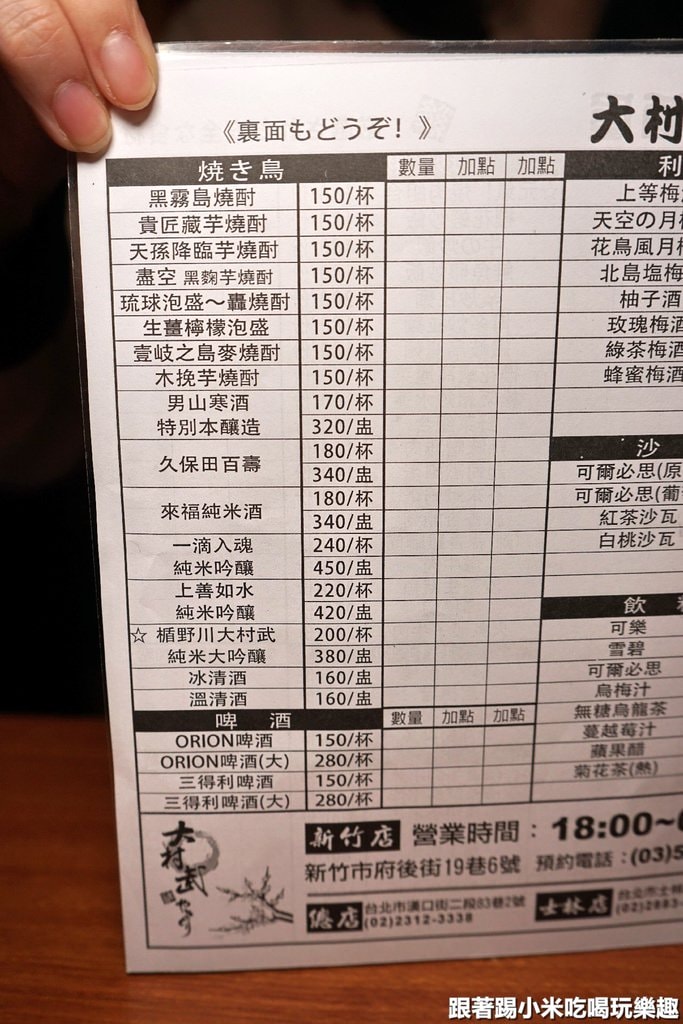 《裏面もどうぞ! 》
大村
焼き鳥 數量 加點 加點
黑霧島燒酎 150/杯
貴匠藏芋燒酎 150/杯
天孫降臨芋燒酎 150/杯
盡空 黑麴芋燒酎 150/杯
琉球泡盛～轟燒酎 150/杯
生薑檸檬泡盛 150/杯
壹岐之島麥燒酎 150/杯
木挽芋燒酎 150/杯
男山寒酒 170/杯
特別本釀造 320/盅
久保田百壽 180/杯
340/盅
來福純米酒 180/杯
340/盅
一滴入魂 240/杯
純米吟釀 450/盅
上善如水 220/杯
純米吟釀 420/盅
☆ 楯野川大村武 200/杯
純米大吟釀 380/盅
冰清酒 160/盅
溫清酒 160/盅
啤 酒 數量 加點 加點
ORION啤酒 150/杯
ORION啤酒(大) 280/杯
三得利啤酒 150/杯
三得利啤酒(大) 280/杯
利
上等梅
天空の月
花鳥風月
北島塩梅
柚子酒
玫瑰梅酒
綠茶梅酒
蜂蜜梅酒
沙
可爾必思(原
可爾必思(葡
紅茶沙瓦
白桃沙瓦
飲
可樂
雪碧
可爾必思
烏梅汁
無糖烏龍茶
蔓越莓汁
蘋果醋
菊花茶(熱)
大村武
新竹店 營業時間：18:00~
新竹市府後街19巷6號 預約電話：(03)5
總店 台北市漢口街二段83巷2號
(02)2312-3338
士林店 台北市士林
(02)2883-
跟著踢小米吃喝玩樂趣